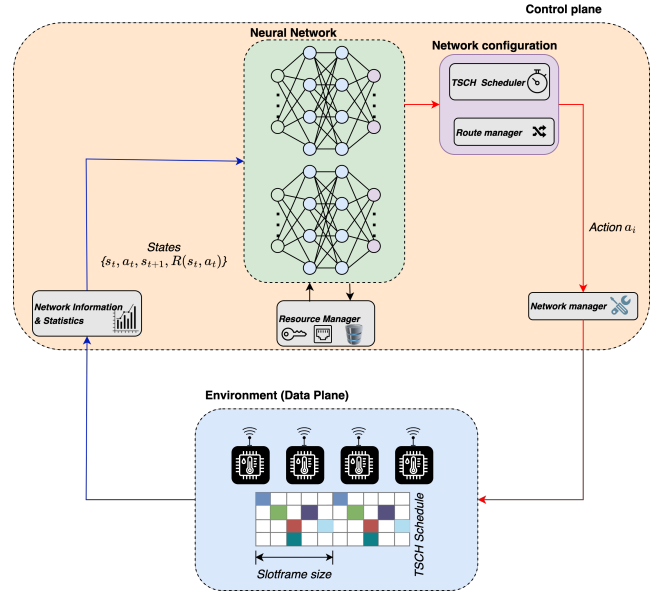 Control plane
Neural Network
Network configuration
TSCH Scheduler
Route manager
States
{s_t, a_t, s_{t+1}, R(s_t, a_t)}
Action a_i
Network Information
& Statistics
Resource Manager
Network manager
Environment (Data Plane)
TSCH Schedule
Slotframe size